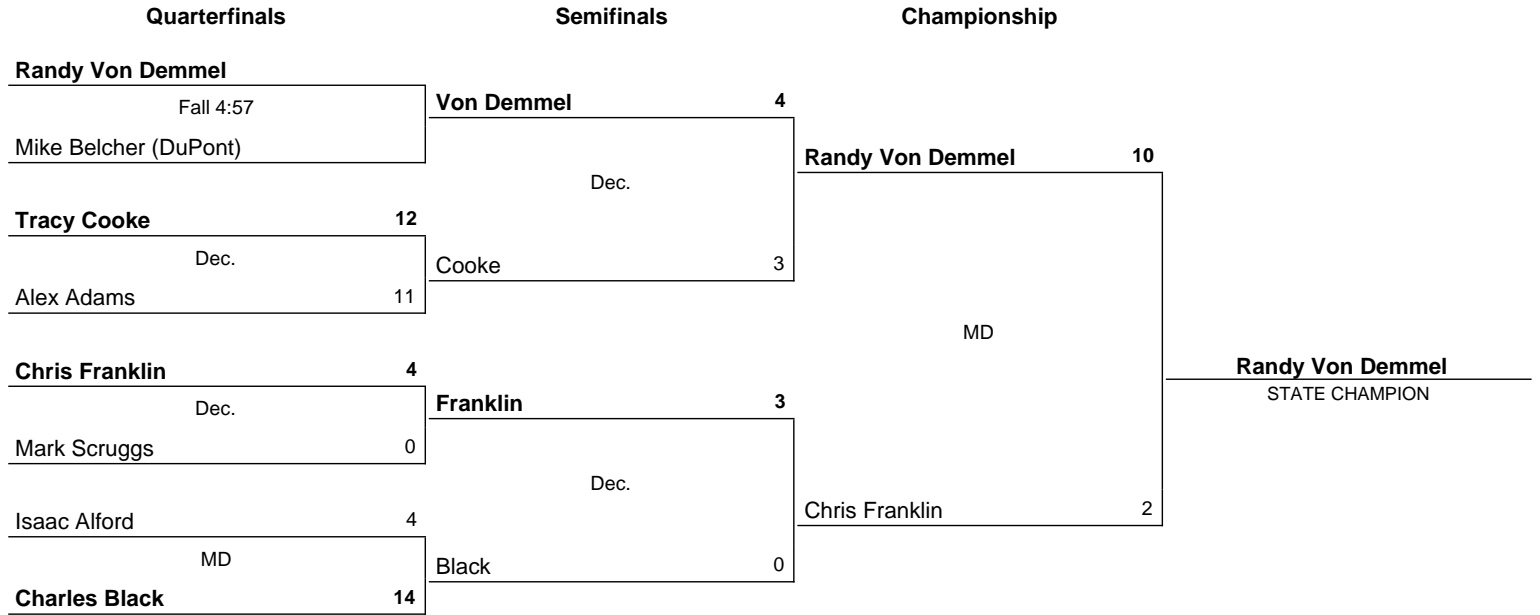 Quarterfinals Semifinals Championship
Randy Von Demmel
Fall 4:57
Mike Belcher (DuPont)
Tracy Cooke 12
Dec.
Alex Adams 11
Chris Franklin 4
Dec.
Mark Scruggs 0
Isaac Alford 4
MD
Charles Black 14
Von Demmel 4
Dec.
Cooke 3
Franklin 3
Dec.
Black 0
Randy Von Demmel 10
MD
Chris Franklin 2
Randy Von Demmel
STATE CHAMPION